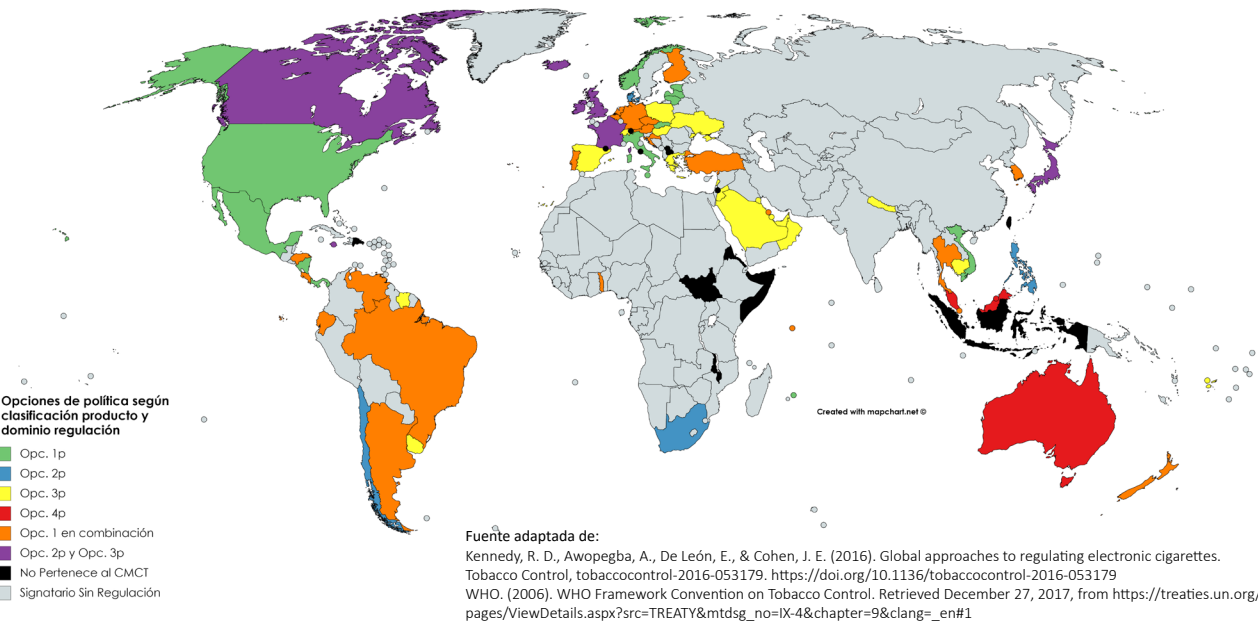 Created with mapchart.net ©
Opciones de política según
clasificación producto y
dominio regulación
Opc. 1p
Opc. 2p
Opc. 3p
Opc. 4p
Opc. 1 en combinación
Opc. 2p y Opc. 3p
No Pertenece al CMCT
Signatario Sin Regulación
Fuente adaptada de:
Kennedy, R. D., Awopegba, A., De León, E., & Cohen, J. E. (2016). Global approaches to regulating electronic cigarettes.
Tobacco Control, tobaccocontrol-2016-053179. https://doi.org/10.1136/tobaccocontrol-2016-053179
WHO. (2006). WHO Framework Convention on Tobacco Control. Retrieved December 27, 2017, from https://treaties.un.org/
pages/ViewDetails.aspx?src=TREATY&mtdsg_no=IX-4&chapter=9&clang=_en#1